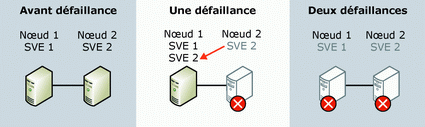 Avant défaillance
Nœud 1 Nœud 2
SVE 1 SVE 2
Une défaillance
Nœud 1 Nœud 2
SVE 1 SVE 2
SVE 2
Deux défaillances
Nœud 1 Nœud 2
SVE 1 SVE 2